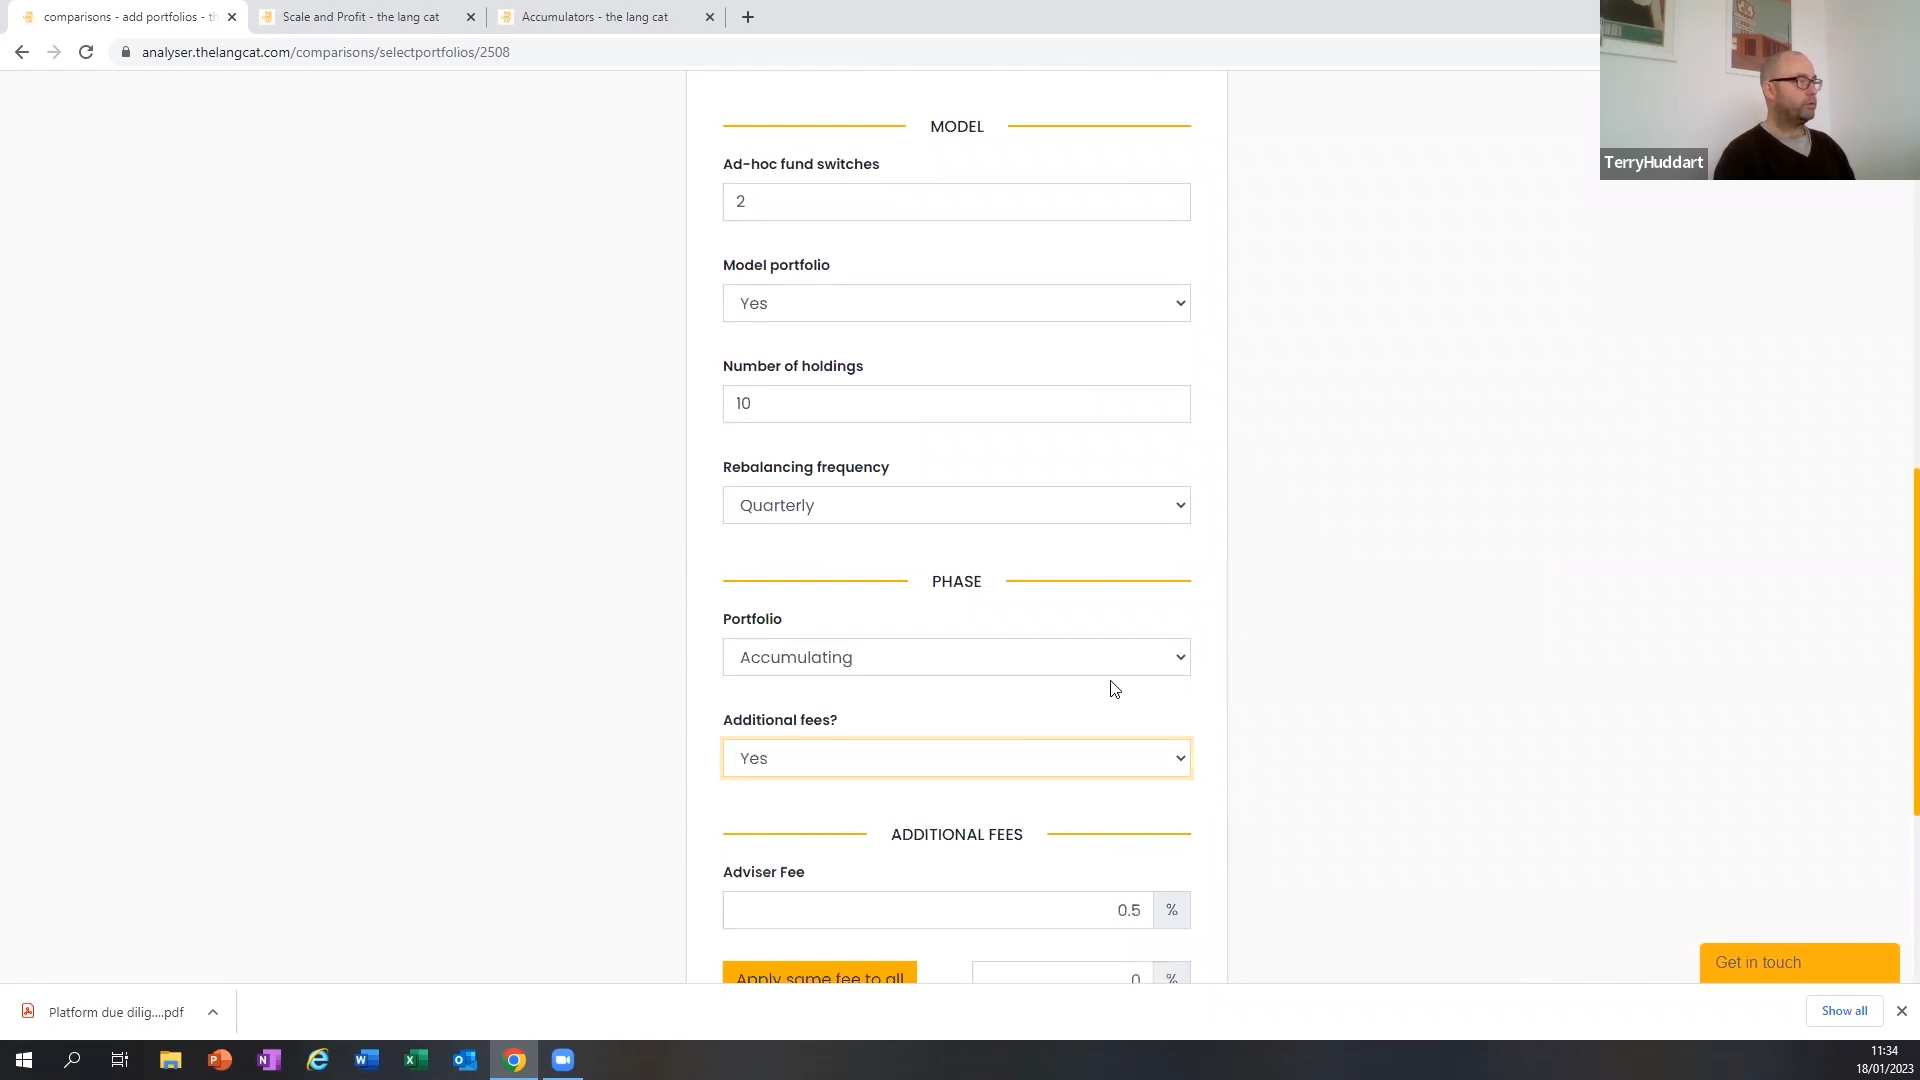 comparisons - add portfolios - th
Scale and Profit - the lang cat
Accumulators - the lang cat
analyser.thelangcat.com/comparisons/selectportfolios/2508
TerryHuddart
MODEL
Ad-hoc fund switches
2
Model portfolio
Yes
Number of holdings
10
Rebalancing frequency
Quarterly
PHASE
Portfolio
Accumulating
Additional fees?
Yes
ADDITIONAL FEES
Adviser Fee
0.5 %
Apply same fee to all
0 %
Get in touch
Platform due dilig....pdf
Show all
11:34
18/01/2023